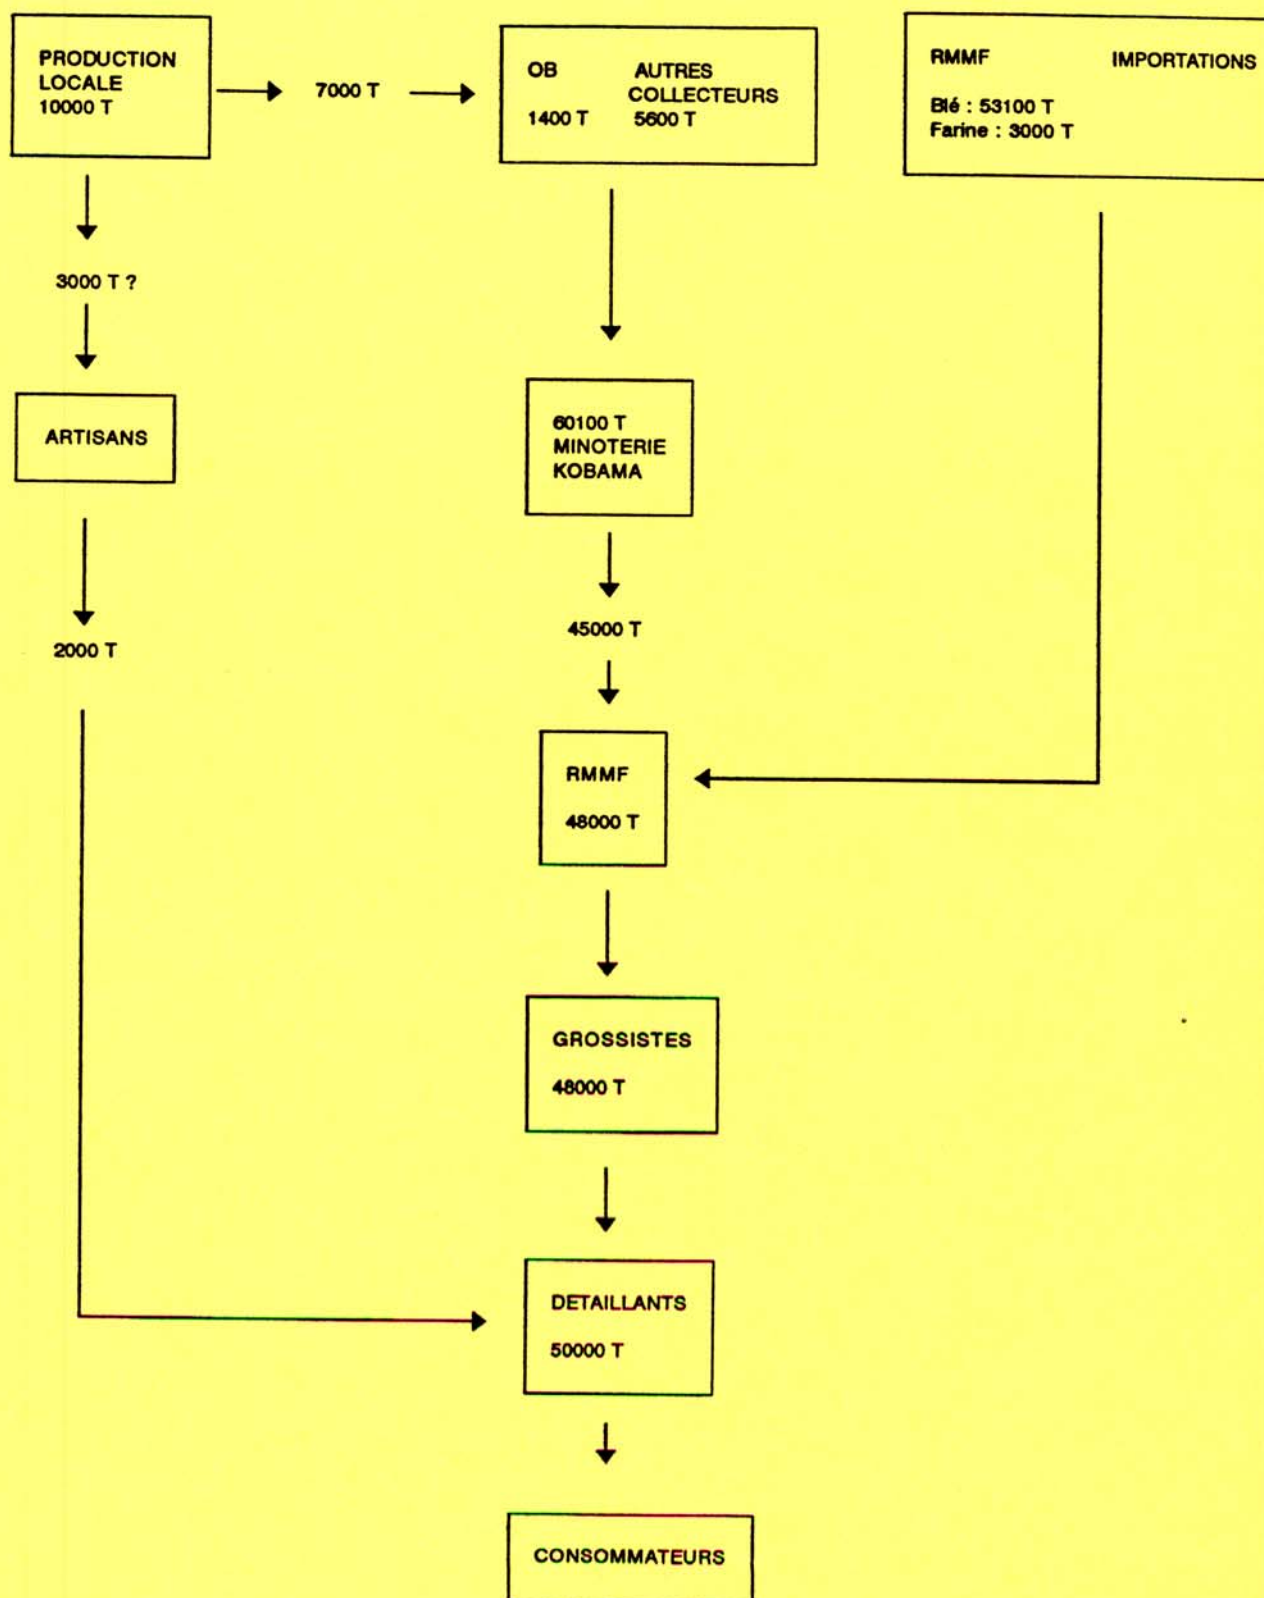 PRODUCTION
LOCALE
10000 T
7000 T
OB AUTRES
COLLECTEURS
1400 T 5600 T
RMMF IMPORTATIONS
Blé : 53100 T
Farine : 3000 T
3000 T ?
ARTISANS
60100 T
MINOTERIE
KOBAMA
2000 T
45000 T
RMMF
48000 T
GROSSISTES
48000 T
DETAILLANTS
50000 T
CONSOMMATEURS